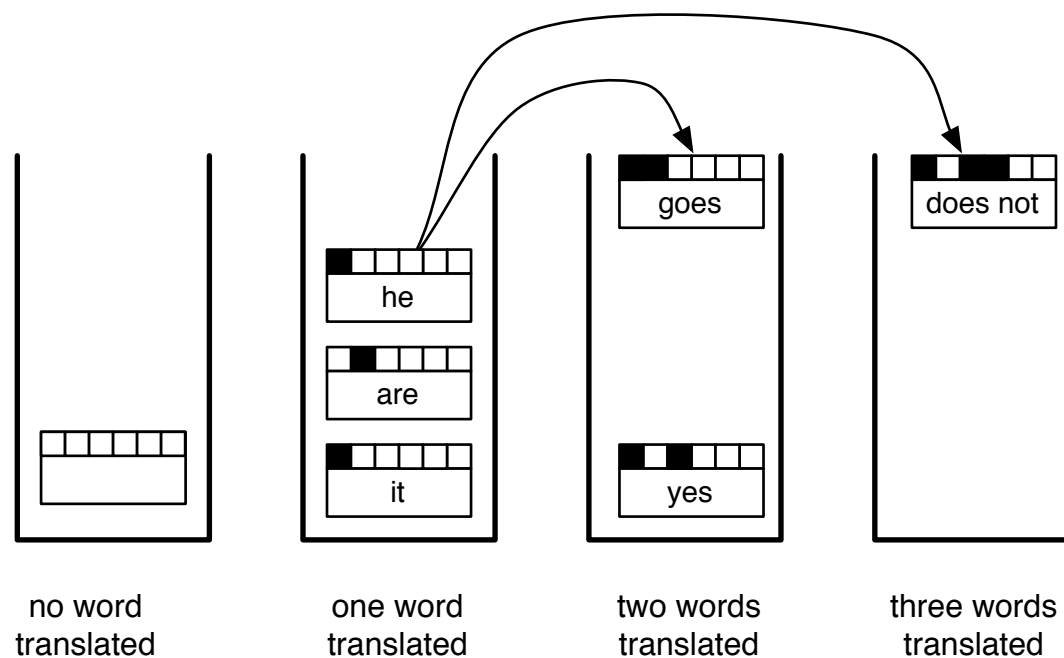 goes
does not
he
are
it
yes
no word
translated
one word
translated
two words
translated
three words
translated